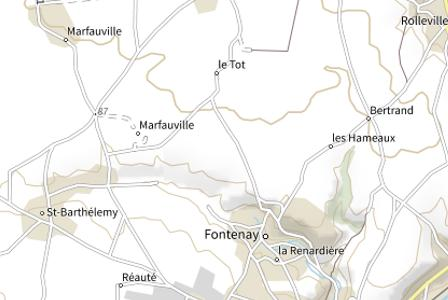 Rolleville
Marfauville
le Tot
87
Bertrand
Marfauville
les Hameaux
St-Barthélemy
Fontenay
la Renardière
Réauté